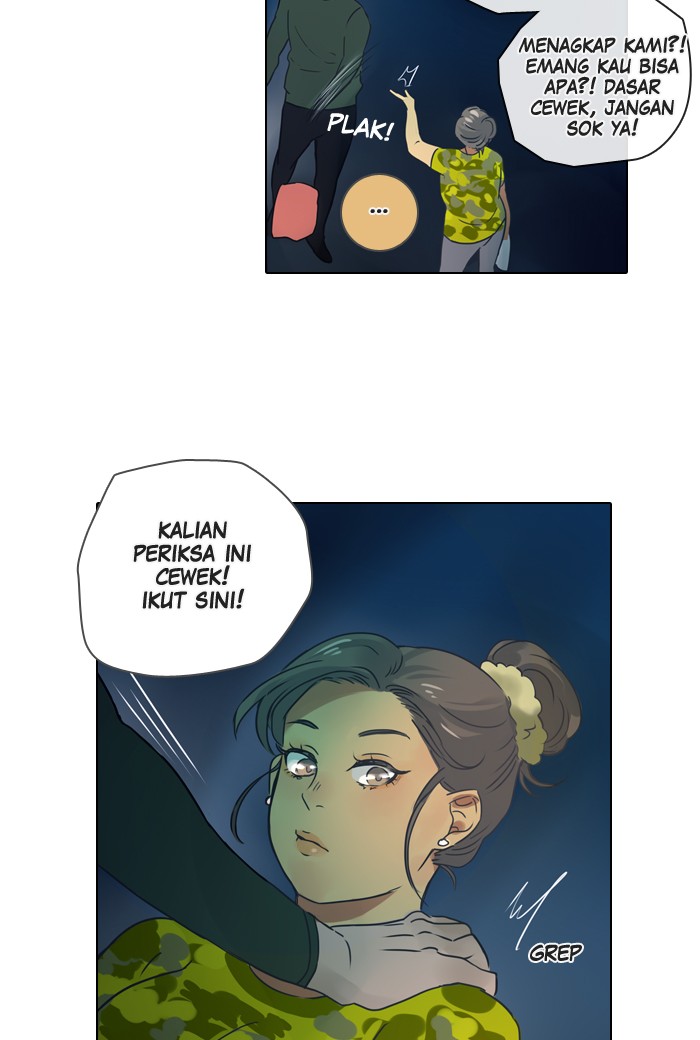 MENAGKAP KAMI?!
EMANG KAU BISA
APA?! DASAR
CEWEK, JANGAN
SOK YA!
PLAK!
...
KALIAN
PERIKSA INI
CEWEK!
IKUT SINI!
GREP